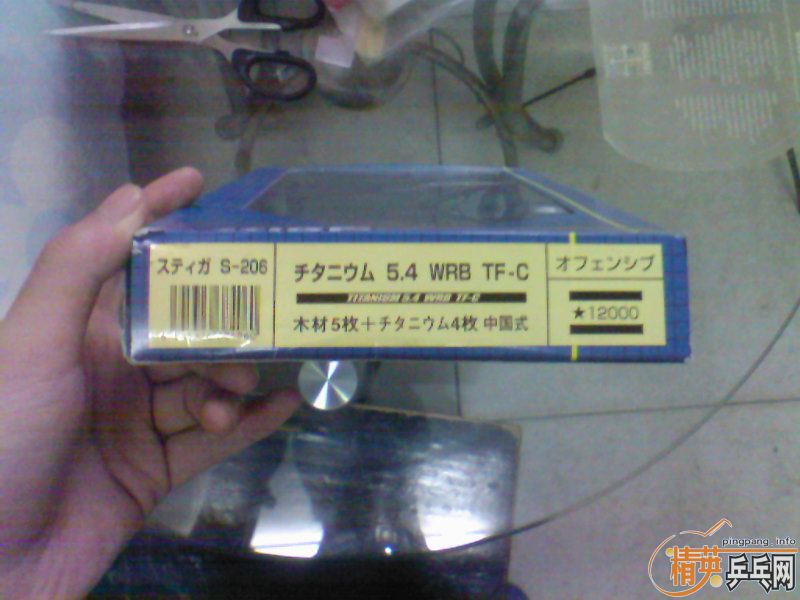 スティガ S-206
チタニウム 5.4 WRB TF-C
TITANISM 5.4 WRB TF-C
木材5枚+チタニウム4枚 中国式
オフェンシブ
★12000
pingpang.info
精英乒乓网